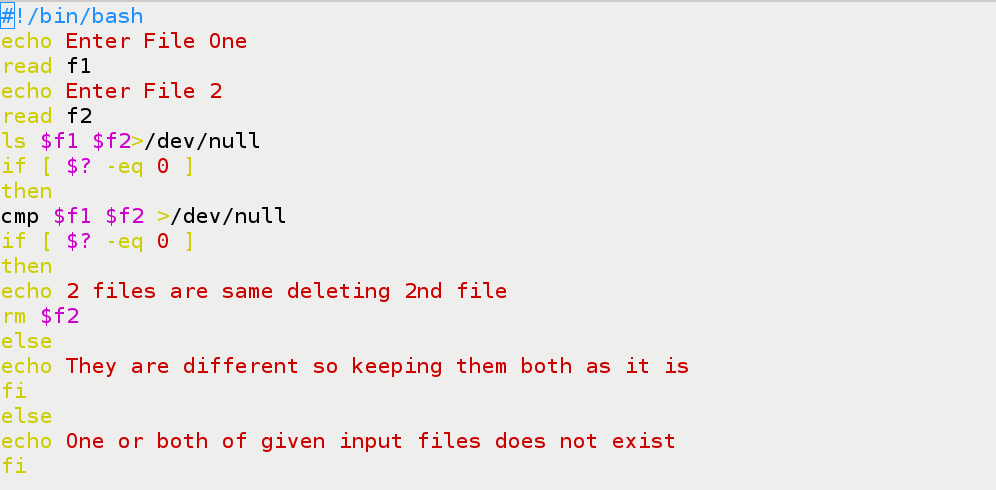 #!/bin/bash
echo Enter File One
read f1
echo Enter File 2
read f2
ls $f1 $f2>/dev/null
if [ $? -eq 0 ]
then
cmp $f1 $f2 >/dev/null
if [ $? -eq 0 ]
then
echo 2 files are same deleting 2nd file
rm $f2
else
echo They are different so keeping them both as it is
fi
else
echo One or both of given input files does not exist
fi